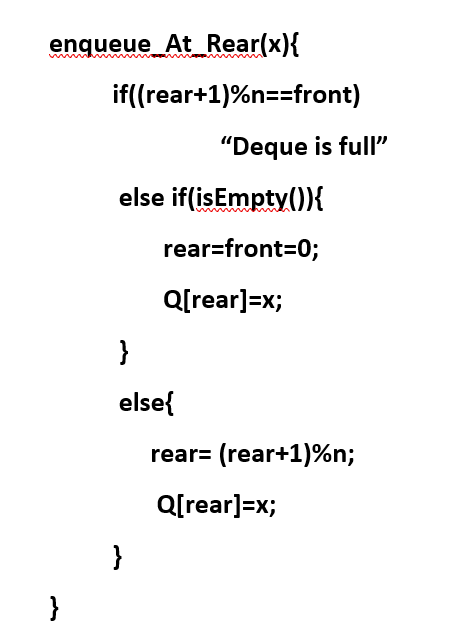 enqueue_At_Rear(x){
if((rear+1)%n==front)
“Deque is full”
else if(isEmpty()){
rear=front=0;
Q[rear]=x;
}
else{
rear= (rear+1)%n;
Q[rear]=x;
}
}